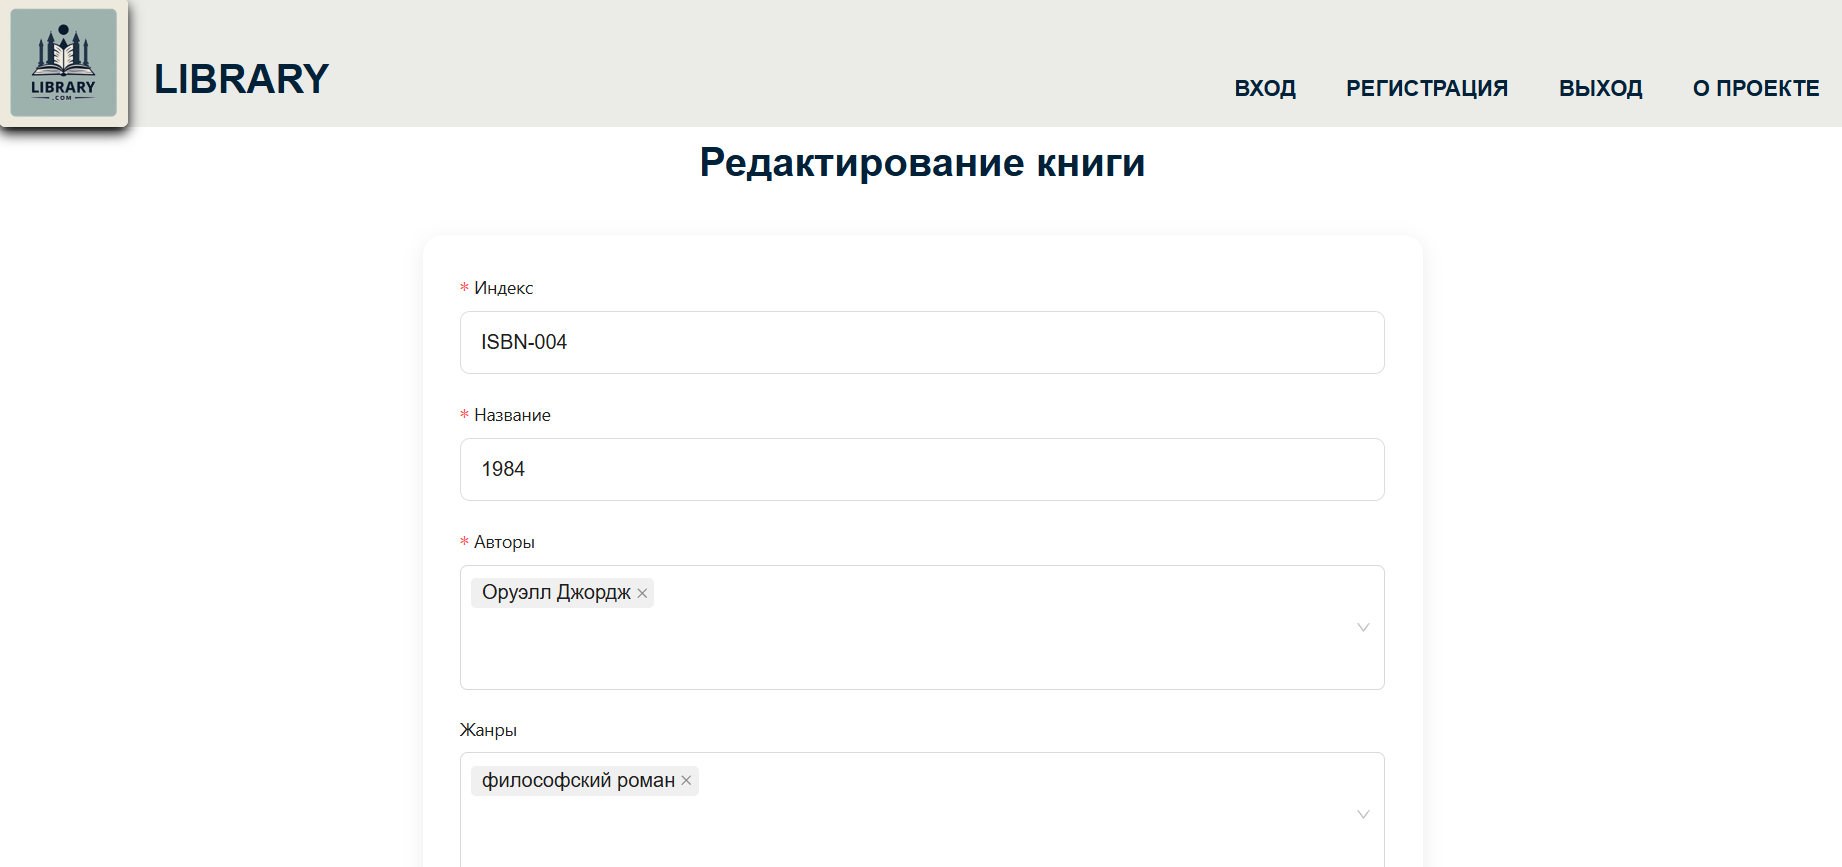 LIBRARY
.COM
LIBRARY
ВХОД РЕГИСТРАЦИЯ ВЫХОД О ПРОЕКТЕ
Редактирование книги
* Индекс
ISBN-004
* Название
1984
* Авторы
Оруэлл Джордж
Жанры
философский роман